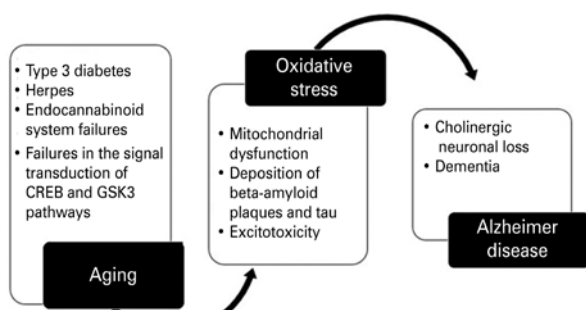 • Type 3 diabetes
• Herpes
• Endocannabinoid
system failures
• Failures in the signal
transduction of
CREB and GSK3
pathways
Aging
Oxidative
stress
• Mitochondrial
dysfunction
• Deposition of
beta-amyloid
plaques and tau
• Excitotoxicity
• Cholinergic
neuronal loss
• Dementia
Alzheimer
disease